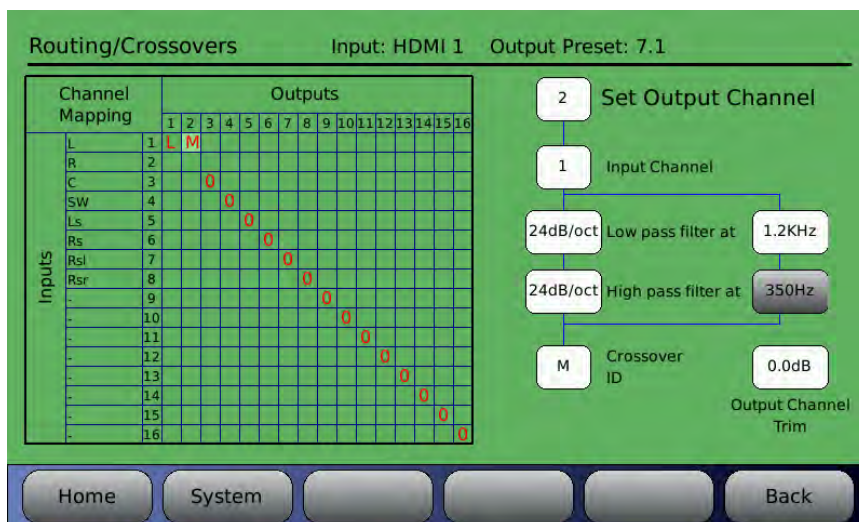 Routing/Crossovers Input: HDMI 1 Output Preset: 7.1
Channel Mapping Outputs
1 2 3 4 5 6 7 8 9 10 11 12 13 14 15 16
Inputs
L 1 L M
R 2
C 3 0
SW 4 0
Ls 5 0
Rs 6 0
Rsl 7 0
Rsr 8 0
- 9 0
- 10 0
- 11 0
- 12 0
- 13 0
- 14 0
- 15 0
- 16 0
2 Set Output Channel
1 Input Channel
24dB/oct Low pass filter at 1.2KHz
24dB/oct High pass filter at 350Hz
M Crossover ID 0.0dB
Output Channel
Trim
Home System Back